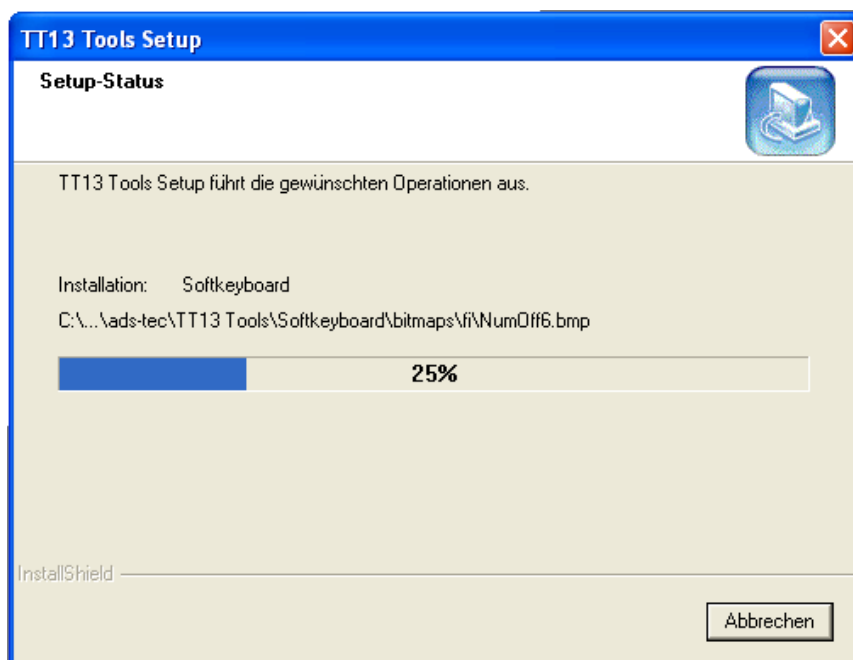 TT13 Tools Setup
Setup-Status
TT13 Tools Setup führt die gewünschten Operationen aus.
Installation: Softkeyboard
C:\...\ads-tec\TT13 Tools\Softkeyboard\bitmaps\fi\NumOff6.bmp
25%
InstallShield
Abbrechen